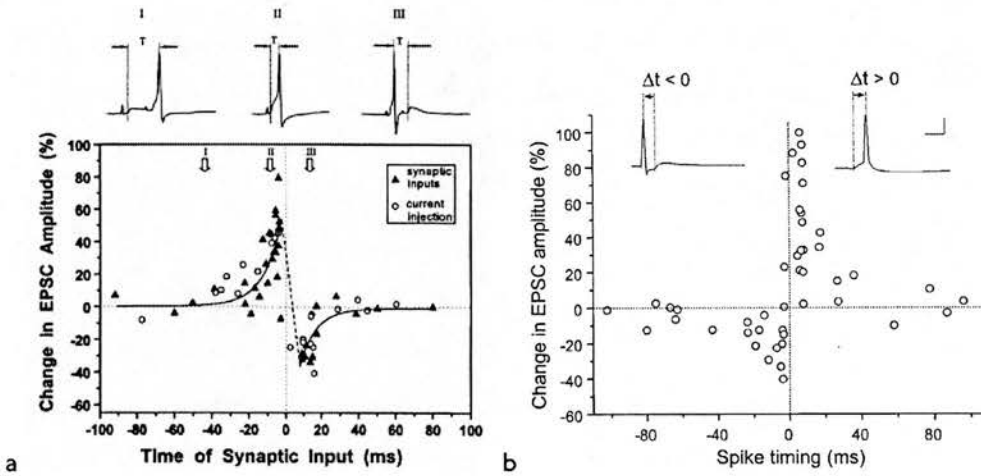 I II III
T T T
Change in EPSC Amplitude (%)
100
80
60
40
20
0
-20
-40
-60
I II III
synaptic
inputs
current
injection
-100 -80 -60 -40 -20 0 20 40 60 80 100
Time of Synaptic Input (ms)
a
Δt < 0 Δt > 0
Change in EPSC amplitude (%)
100
80
60
40
20
0
-20
-40
-60
-80 -40 0 40 80
Spike timing (ms)
b